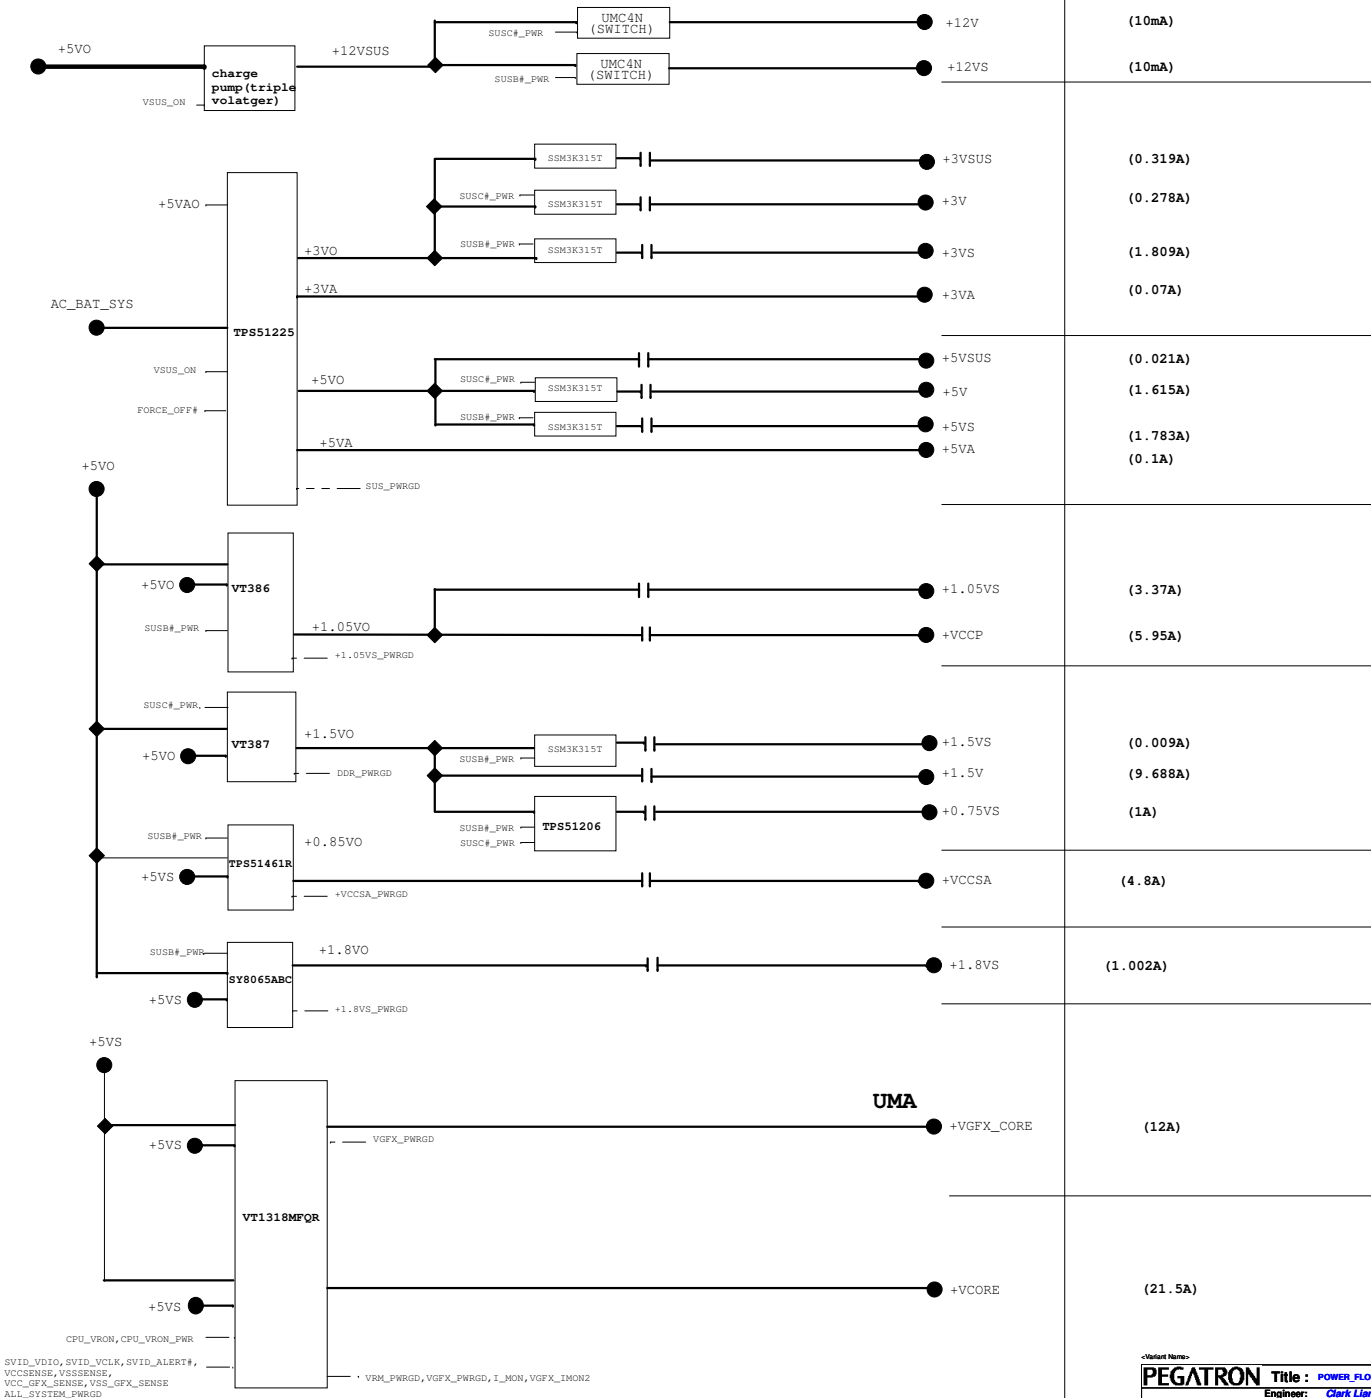 +5VO
VSUS_ON
charge
pump(triple
volatger)
+12VSUS
SUSC#_PWR
UMC4N
(SWITCH)
+12V
(10mA)
SUSB#_PWR
UMC4N
(SWITCH)
+12VS
(10mA)
+5VAO
AC_BAT_SYS
VSUS_ON
FORCE_OFF#
TPS51225
+3VO
SSM3K315T
+3VSUS
(0.319A)
SUSC#_PWR
SSM3K315T
+3V
(0.278A)
SUSB#_PWR
SSM3K315T
+3VS
(1.809A)
+3VA
+3VA
(0.07A)
+5VO
+5VSUS
(0.021A)
SUSC#_PWR
SSM3K315T
+5V
(1.615A)
SUSB#_PWR
SSM3K315T
+5VS
(1.783A)
+5VA
+5VA
(0.1A)
SUS_PWRGD
+5VO
+5VO
SUSB#_PWR
VT386
+1.05VO
+1.05VS_PWRGD
+1.05VS
(3.37A)
+VCCP
(5.95A)
SUSC#_PWR
+5VO
VT387
+1.5VO
DDR_PWRGD
SUSB#_PWR
SSM3K315T
+1.5VS
(0.009A)
+1.5V
(9.688A)
SUSB#_PWR
SUSC#_PWR
TPS51206
+0.75VS
(1A)
SUSB#_PWR
+5VS
TPS51461R
+0.85VO
+VCCSA_PWRGD
+VCCSA
(4.8A)
SUSB#_PWR
+5VS
SY8065ABC
+1.8VO
+1.8VS_PWRGD
+1.8VS
(1.002A)
+5VS
+5VS
VT1318MFQR
VGFX_PWRGD
UMA
+VGFX_CORE
(12A)
+5VS
+VCORE
(21.5A)
CPU_VRON,CPU_VRON_PWR
SVID_VDIO,SVID_VCLK,SVID_ALERT#,
VCCSENSE,VSSSENSE,
VCC_GFX_SENSE,VSS_GFX_SENSE
ALL_SYSTEM_PWRGD
VRM_PWRGD,VGFX_PWRGD,I_MON,VGFX_IMON2
<Variant Name>
PEGATRON Title : POWER_FLO
Engineer: Clark Lian